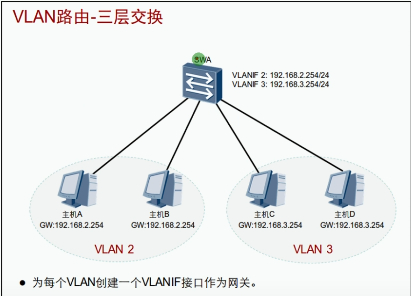 VLAN路由-三层交换
SWA
VLANIF 2: 192.168.2.254/24
VLANIF 3: 192.168.3.254/24
主机A
GW:192.168.2.254
主机B
GW:192.168.2.254
主机C
GW:192.168.3.254
主机D
GW:192.168.3.254
VLAN 2
VLAN 3
● 为每个VLAN创建一个VLANIF接口作为网关。